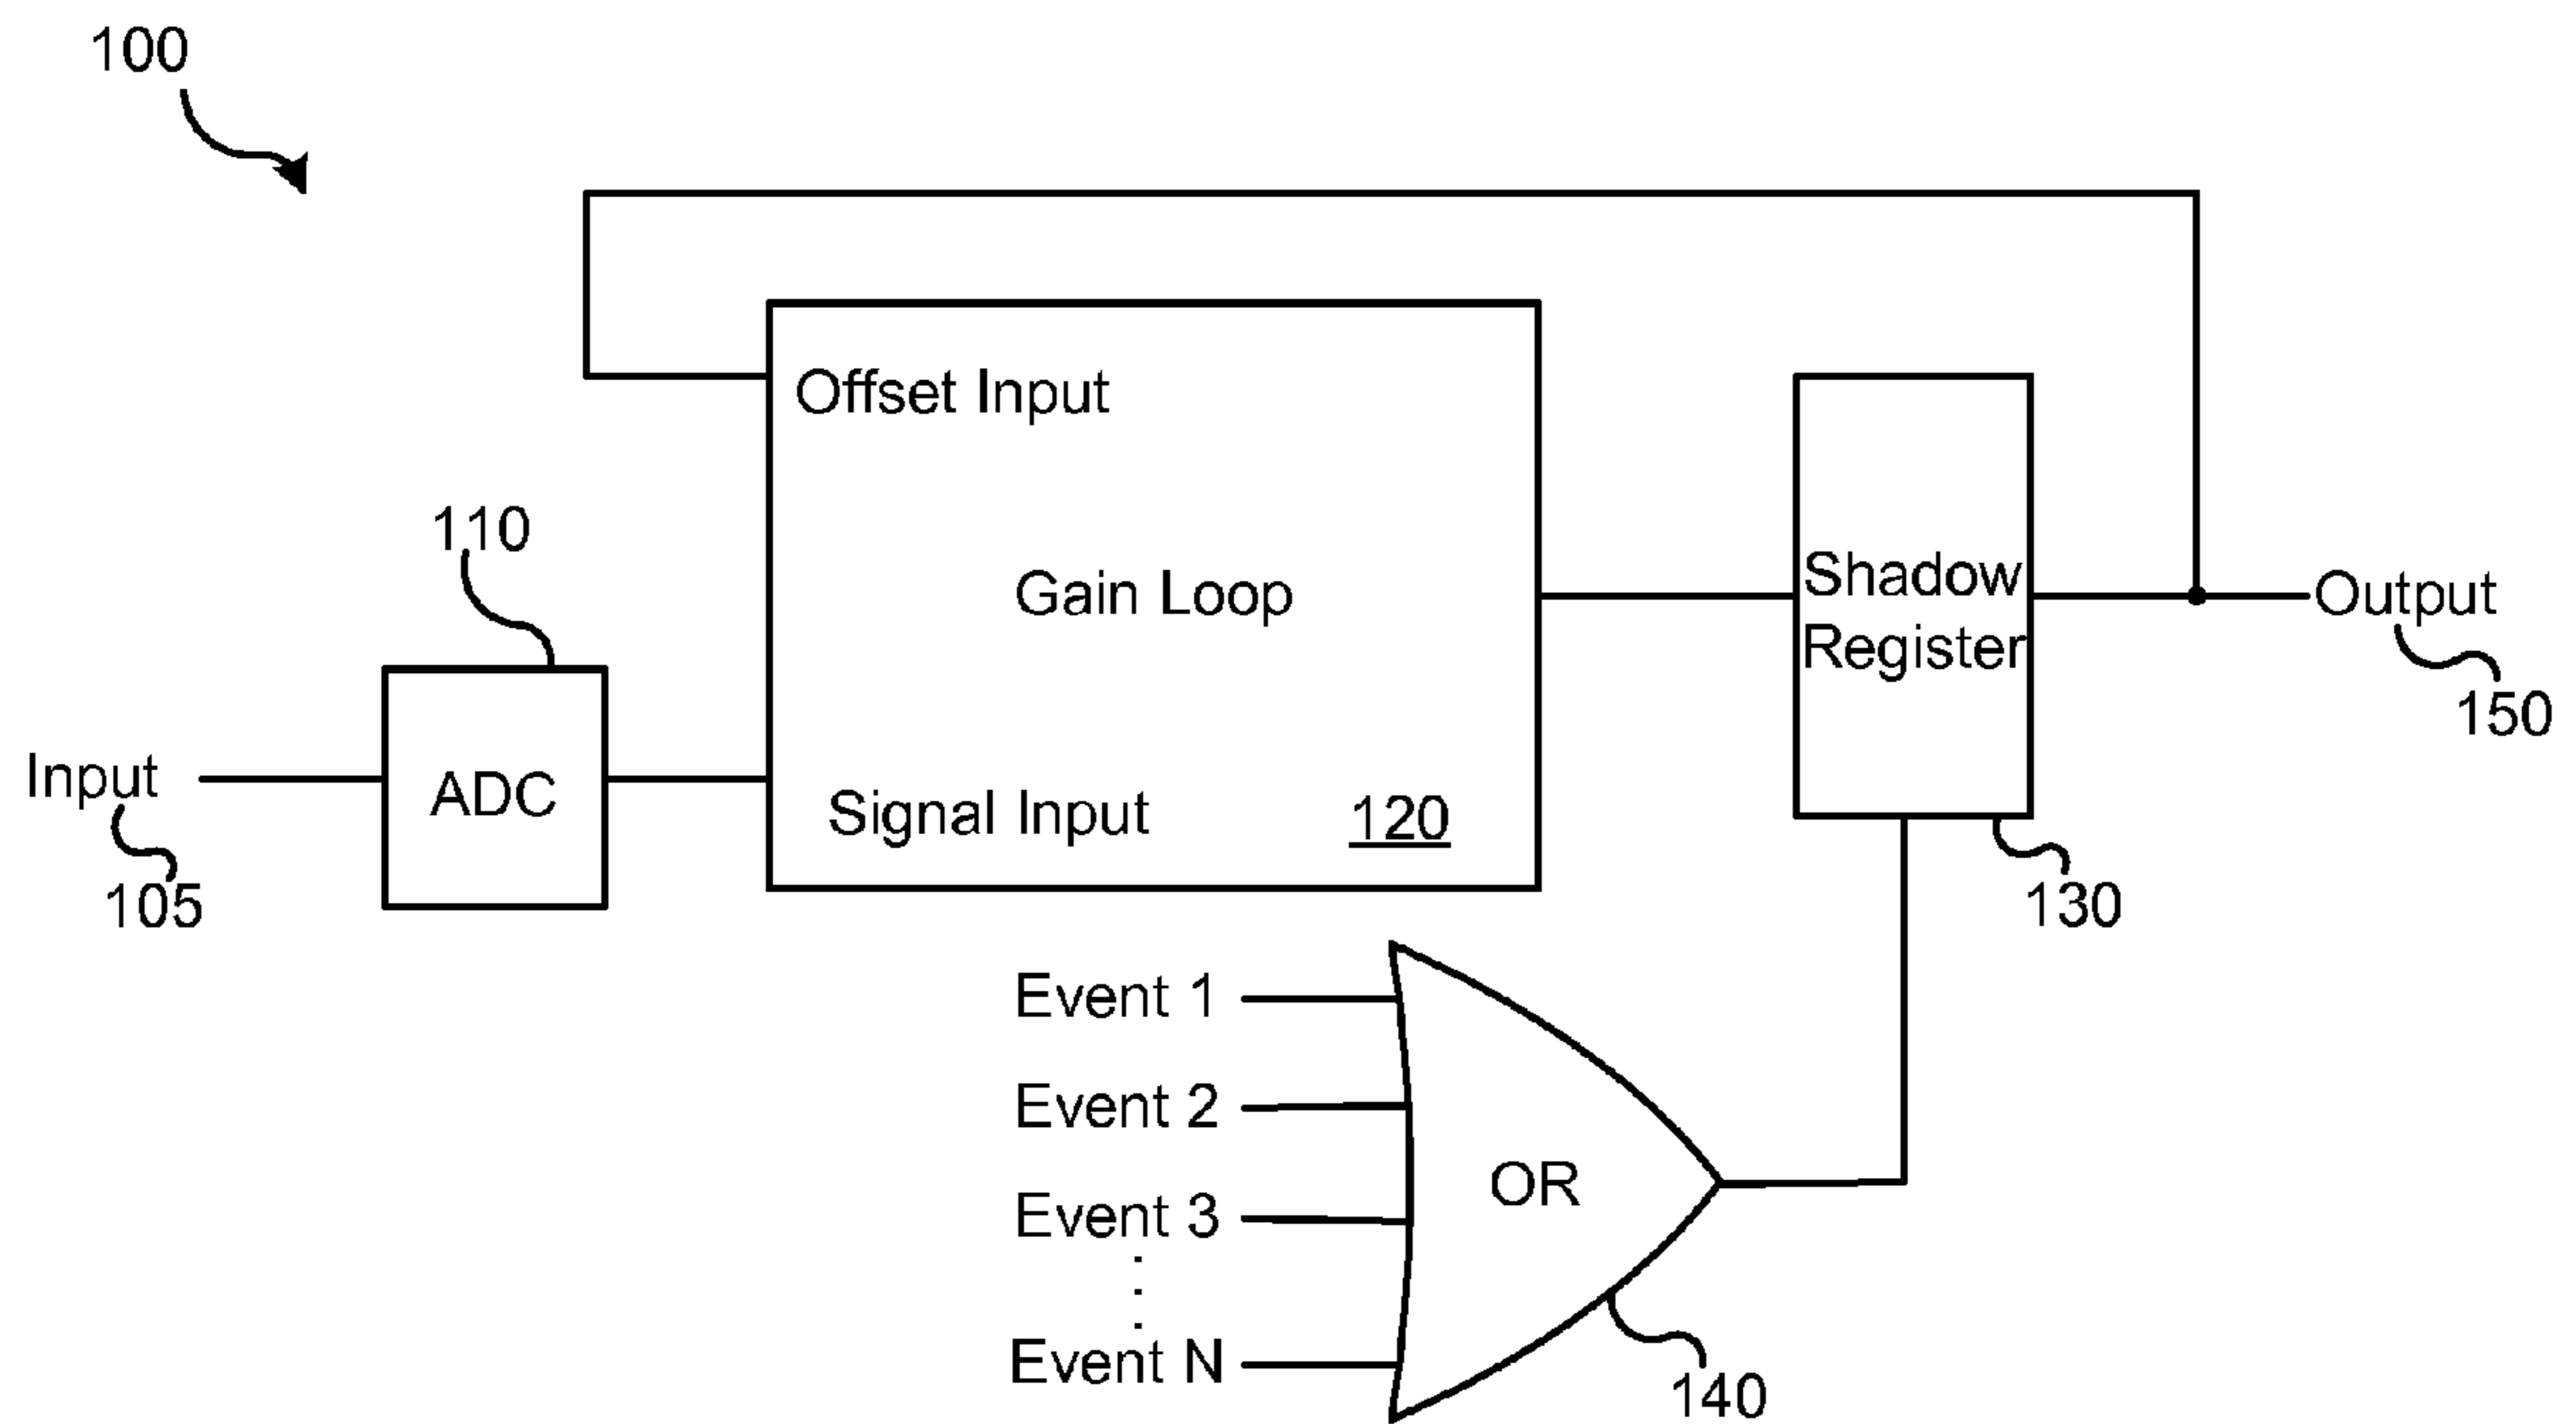 100
Offset Input
110
Gain Loop
Shadow
Register
Output
150
Input
ADC
Signal Input
120
105
130
Event 1
Event 2
OR
Event 3
Event N
140